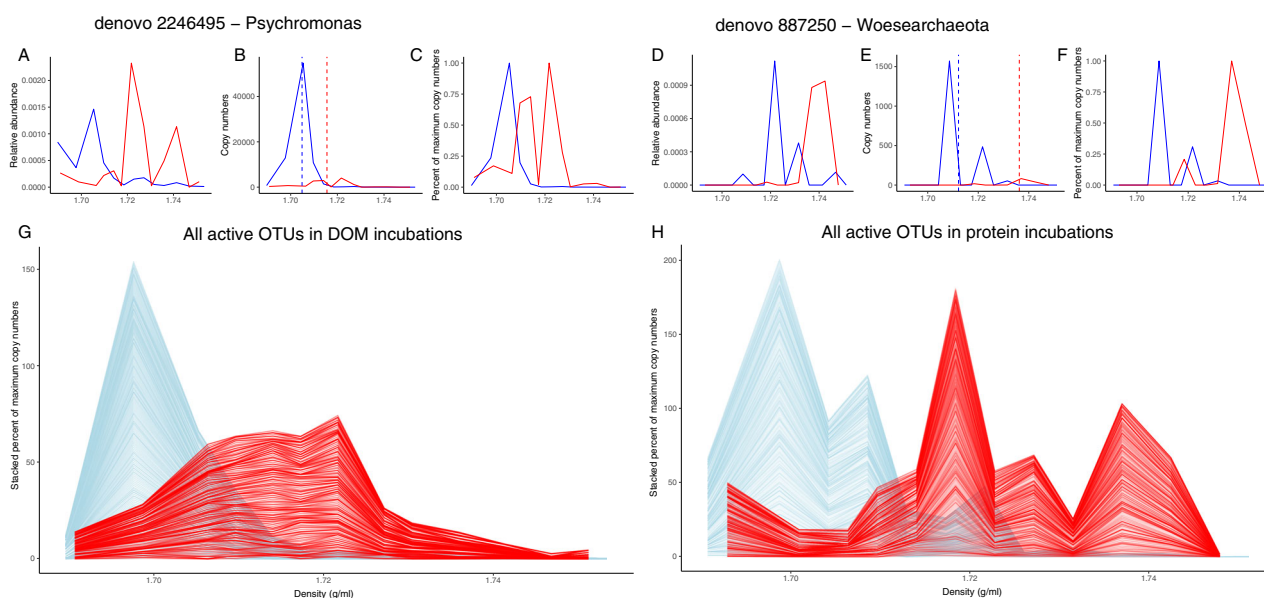 denovo 2246495 – Psychromonas
denovo 887250 – Woesearchaeota
A
Relative abundance
0.0020
0.0015
0.0010
0.0005
0.0000
1.70
1.72
1.74
B
Copy numbers
40000
20000
0
1.70
1.72
1.74
C
Percent of maximum copy numbers
1.00
0.75
0.50
0.25
0.00
1.70
1.72
1.74
D
Relative abundance
0.0009
0.0006
0.0003
0.0000
1.70
1.72
1.74
E
Copy numbers
1500
1000
500
0
1.70
1.72
1.74
F
Percent of maximum copy numbers
1.00
0.75
0.50
0.25
0.00
1.70
1.72
1.74
G
All active OTUs in DOM incubations
Stacked percent of maximum copy numbers
150
100
50
0
1.70
1.72
1.74
Density (g/ml)
H
All active OTUs in protein incubations
Stacked percent of maximum copy numbers
200
150
100
50
0
1.70
1.72
1.74
Density (g/ml)